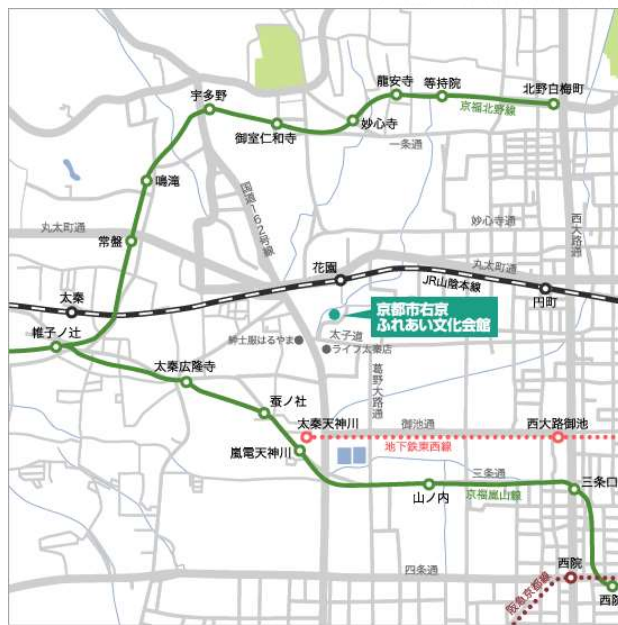 龍安寺
等持院
北野白梅町
宇多野
京福北野線
御室仁和寺
妙心寺
一条通
鳴滝
国道162号線
西大路通
妙心寺通
丸太町通
常盤
丸太町通
花園
JR山陰本線
太秦
円町
京都市右京
ふれあい文化会館
太子道
紳士服はるやま
ライフ太秦店
帷子ノ辻
太秦広隆寺
葛野大路通
蚕ノ社
太秦天神川
御池通
西大路御池
地下鉄東西線
嵐電天神川
三条通
三条口
山ノ内
京福嵐山線
四条通
西院
阪急京都線
西院